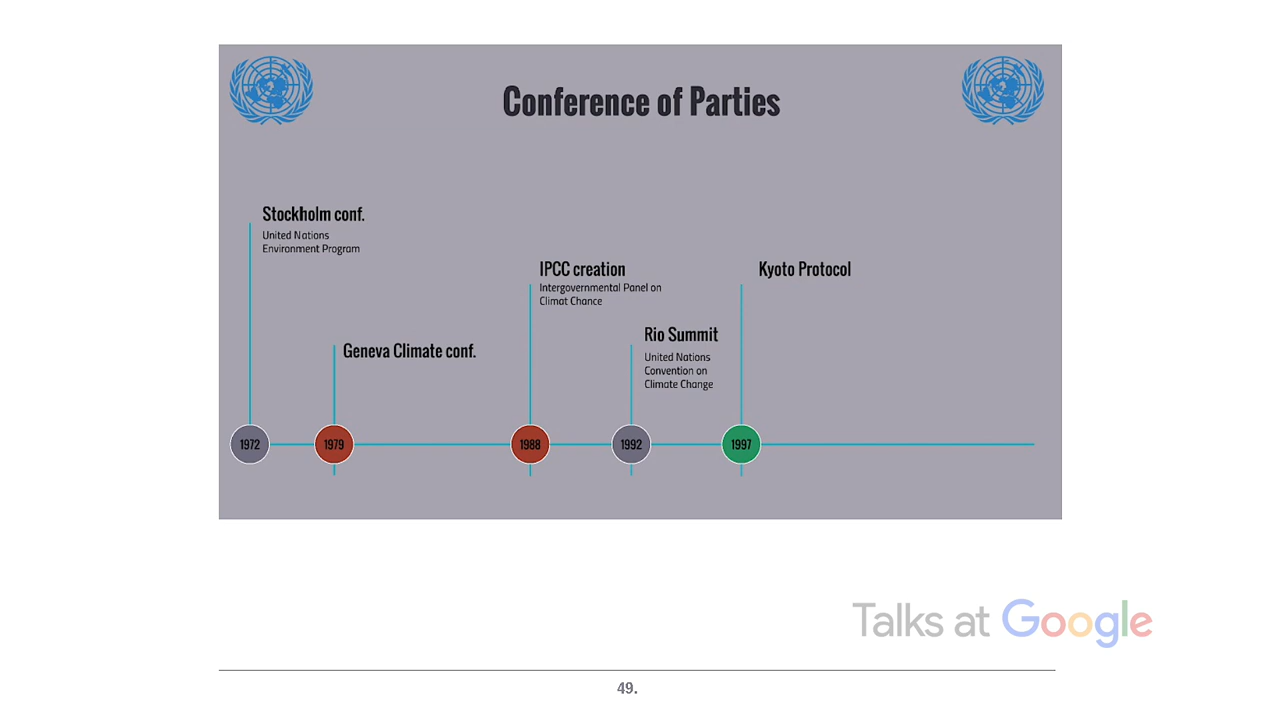 Conference of Parties
Stockholm conf.
United Nations
Environment Program
Geneva Climate conf.
IPCC creation
Intergovernmental Panel on
Climat Chance
Rio Summit
United Nations
Convention on
Climate Change
Kyoto Protocol
1972
1979
1988
1992
1997
Talks at Google
49.